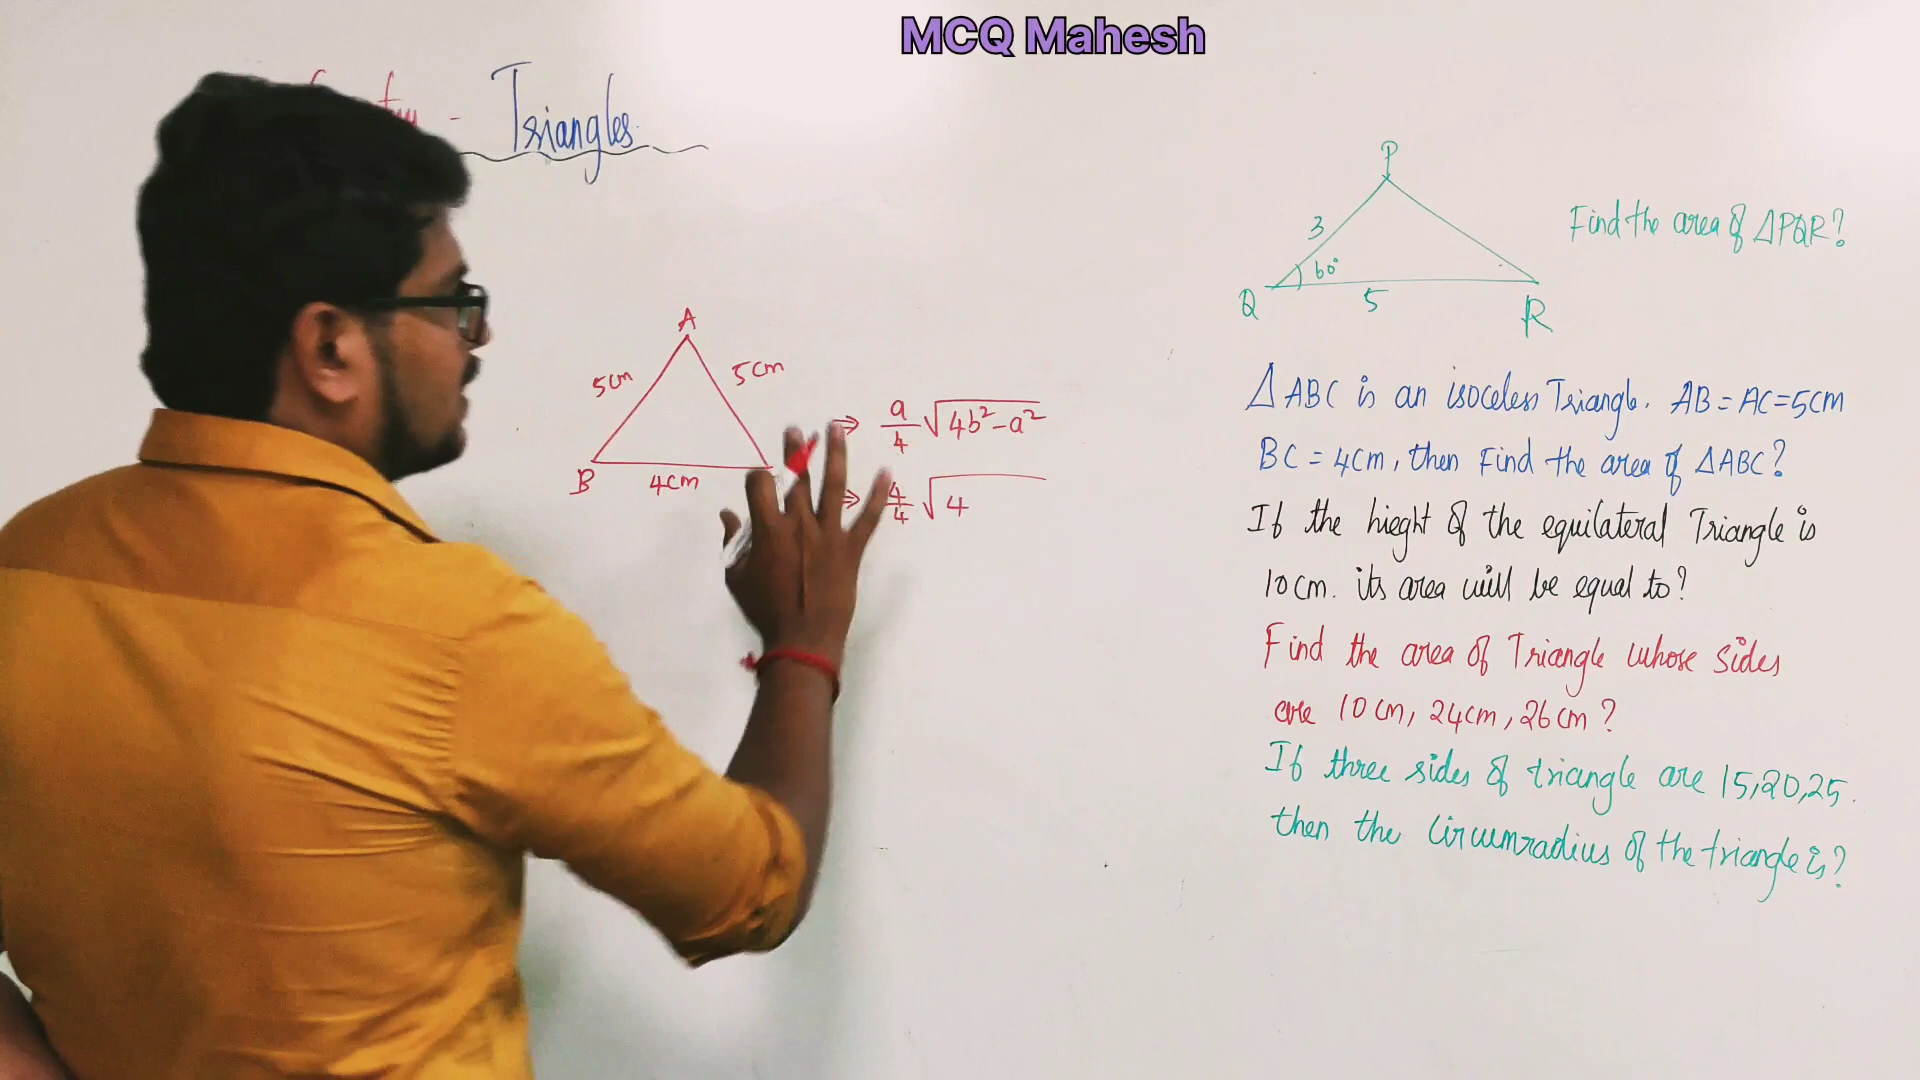 MCQ Mahesh
- Triangles
A
5cm
5cm
B
4cm
⇒ a/4 √4b²-a²
⇒ 4/4 √4
P
3
60°
Q
5
R
Find the area of ΔPQR?
ΔABC is an isoceless Triangle. AB = AC = 5cm
BC = 4cm, then Find the area of ΔABC?
If the hieght of the equilateral Triangle is
10cm. its area will be equal to?
Find the area of Triangle whose sides
are 10cm, 24cm, 26cm?
If three sides of triangle are 15,20,25.
then the Circumradius of the triangle is?